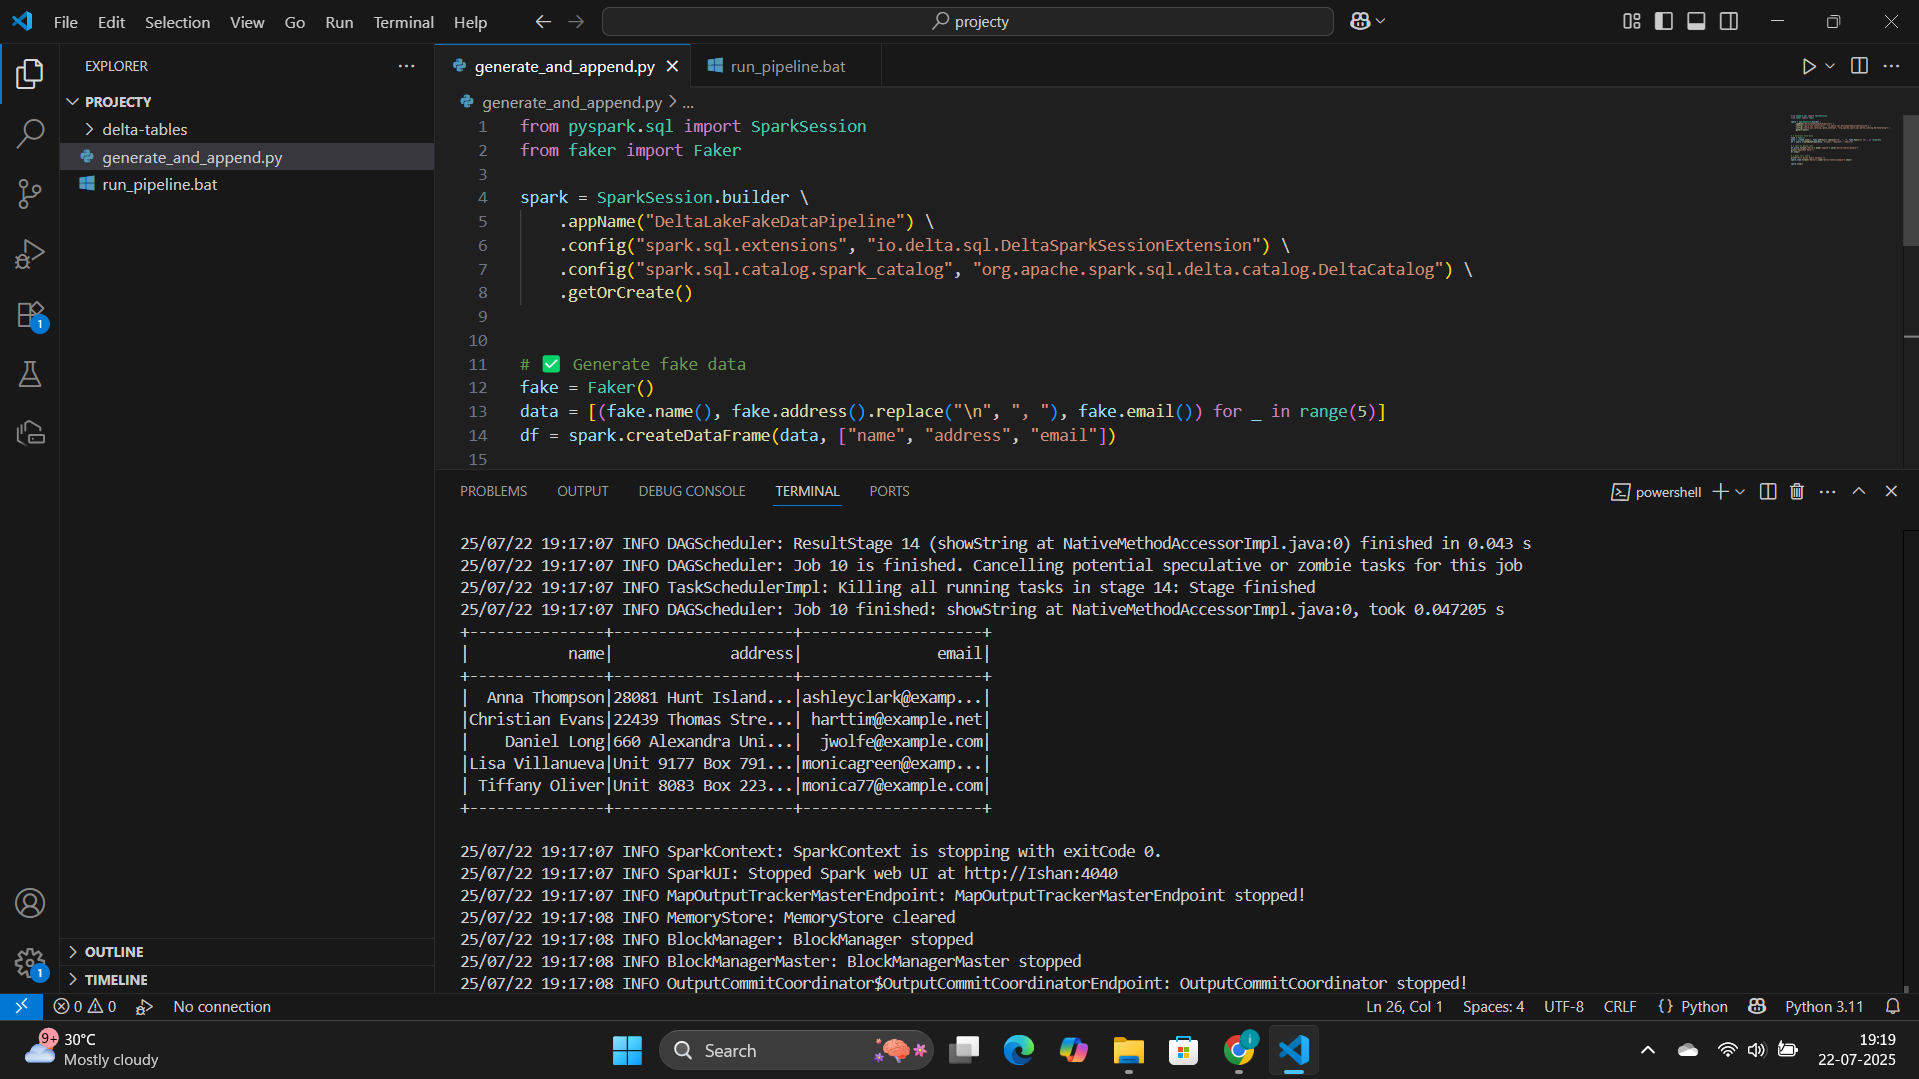 File Edit Selection View Go Run Terminal Help
projecty
EXPLORER
PROJECTY
delta-tables
generate_and_append.py
run_pipeline.bat
OUTLINE
TIMELINE
1
1
generate_and_append.py
run_pipeline.bat
generate_and_append.py > ...
1 from pyspark.sql import SparkSession
2 from faker import Faker
3
4 spark = SparkSession.builder \
5 .appName("DeltaLakeFakeDataPipeline") \
6 .config("spark.sql.extensions", "io.delta.sql.DeltaSparkSessionExtension") \
7 .config("spark.sql.catalog.spark_catalog", "org.apache.spark.sql.delta.catalog.DeltaCatalog") \
8 .getOrCreate()
9
10
11 # ✅ Generate fake data
12 fake = Faker()
13 data = [(fake.name(), fake.address().replace("\n", ", "), fake.email()) for _ in range(5)]
14 df = spark.createDataFrame(data, ["name", "address", "email"])
15
PROBLEMS OUTPUT DEBUG CONSOLE TERMINAL PORTS
powershell
25/07/22 19:17:07 INFO DAGScheduler: ResultStage 14 (showString at NativeMethodAccessorImpl.java:0) finished in 0.043 s
25/07/22 19:17:07 INFO DAGScheduler: Job 10 is finished. Cancelling potential speculative or zombie tasks for this job
25/07/22 19:17:07 INFO TaskSchedulerImpl: Killing all running tasks in stage 14: Stage finished
25/07/22 19:17:07 INFO DAGScheduler: Job 10 finished: showString at NativeMethodAccessorImpl.java:0, took 0.047205 s
+---------------+--------------------+--------------------+
|           name|             address|               email|
+---------------+--------------------+--------------------+
|  Anna Thompson|28081 Hunt Island...|ashleyclark@examp...|
|Christian Evans|22439 Thomas Stre...| harttim@example.net|
|    Daniel Long|660 Alexandra Uni...|  jwolfe@example.com|
|Lisa Villanueva|Unit 9177 Box 791...|monicagreen@examp...|
| Tiffany Oliver|Unit 8083 Box 223...|monica77@example.com|
+---------------+--------------------+--------------------+
25/07/22 19:17:07 INFO SparkContext: SparkContext is stopping with exitCode 0.
25/07/22 19:17:07 INFO SparkUI: Stopped Spark web UI at http://Ishan:4040
25/07/22 19:17:07 INFO MapOutputTrackerMasterEndpoint: MapOutputTrackerMasterEndpoint stopped!
25/07/22 19:17:08 INFO MemoryStore: MemoryStore cleared
25/07/22 19:17:08 INFO BlockManager: BlockManager stopped
25/07/22 19:17:08 INFO BlockManagerMaster: BlockManagerMaster stopped
25/07/22 19:17:08 INFO OutputCommitCoordinator$OutputCommitCoordinatorEndpoint: OutputCommitCoordinator stopped!
0 0 No connection
Ln 26, Col 1 Spaces: 4 UTF-8 CRLF {} Python Python 3.11
9+ 30°C
Mostly cloudy
Search
19:19
22-07-2025